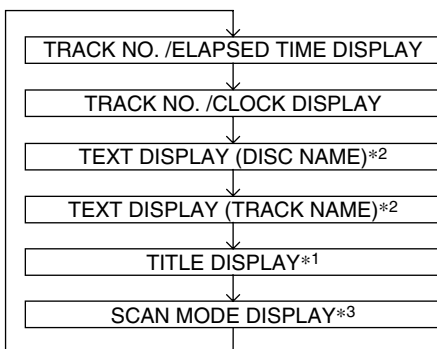 TRACK NO. /ELAPSED TIME DISPLAY
TRACK NO. /CLOCK DISPLAY
TEXT DISPLAY (DISC NAME)*2
TEXT DISPLAY (TRACK NAME)*2
TITLE DISPLAY*1
SCAN MODE DISPLAY*3